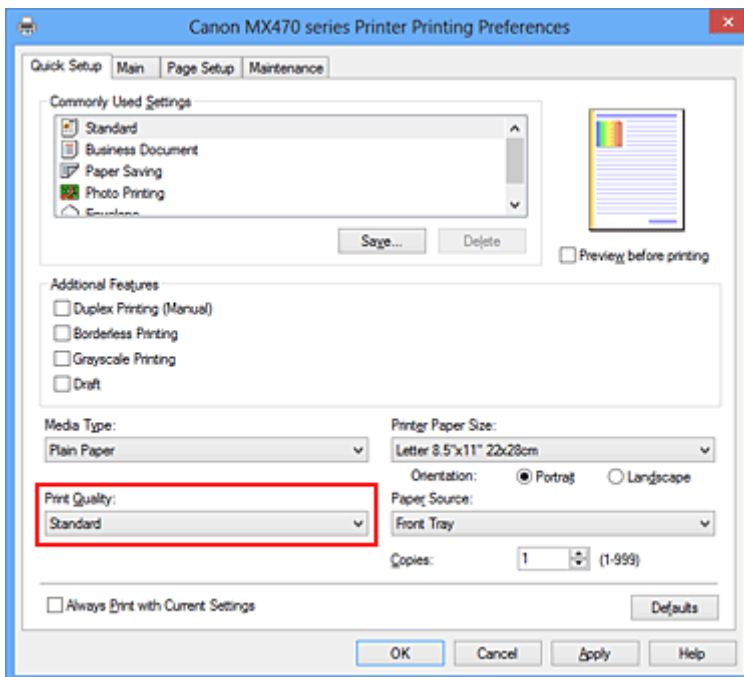 Canon MX470 series Printer Printing Preferences
Quick Setup Main Page Setup Maintenance
Commonly Used Settings
Standard
Business Document
Paper Saving
Photo Printing
Envelope
Save... Delete
Preview before printing
Additional Features
Duplex Printing (Manual)
Borderless Printing
Grayscale Printing
Draft
Media Type: Printer Paper Size:
Plain Paper Letter 8.5"x11" 22x28cm
Orientation: Portrait Landscape
Print Quality: Paper Source:
Standard Front Tray
Copies: 1 (1-999)
Always Print with Current Settings Defaults
OK Cancel Apply Help